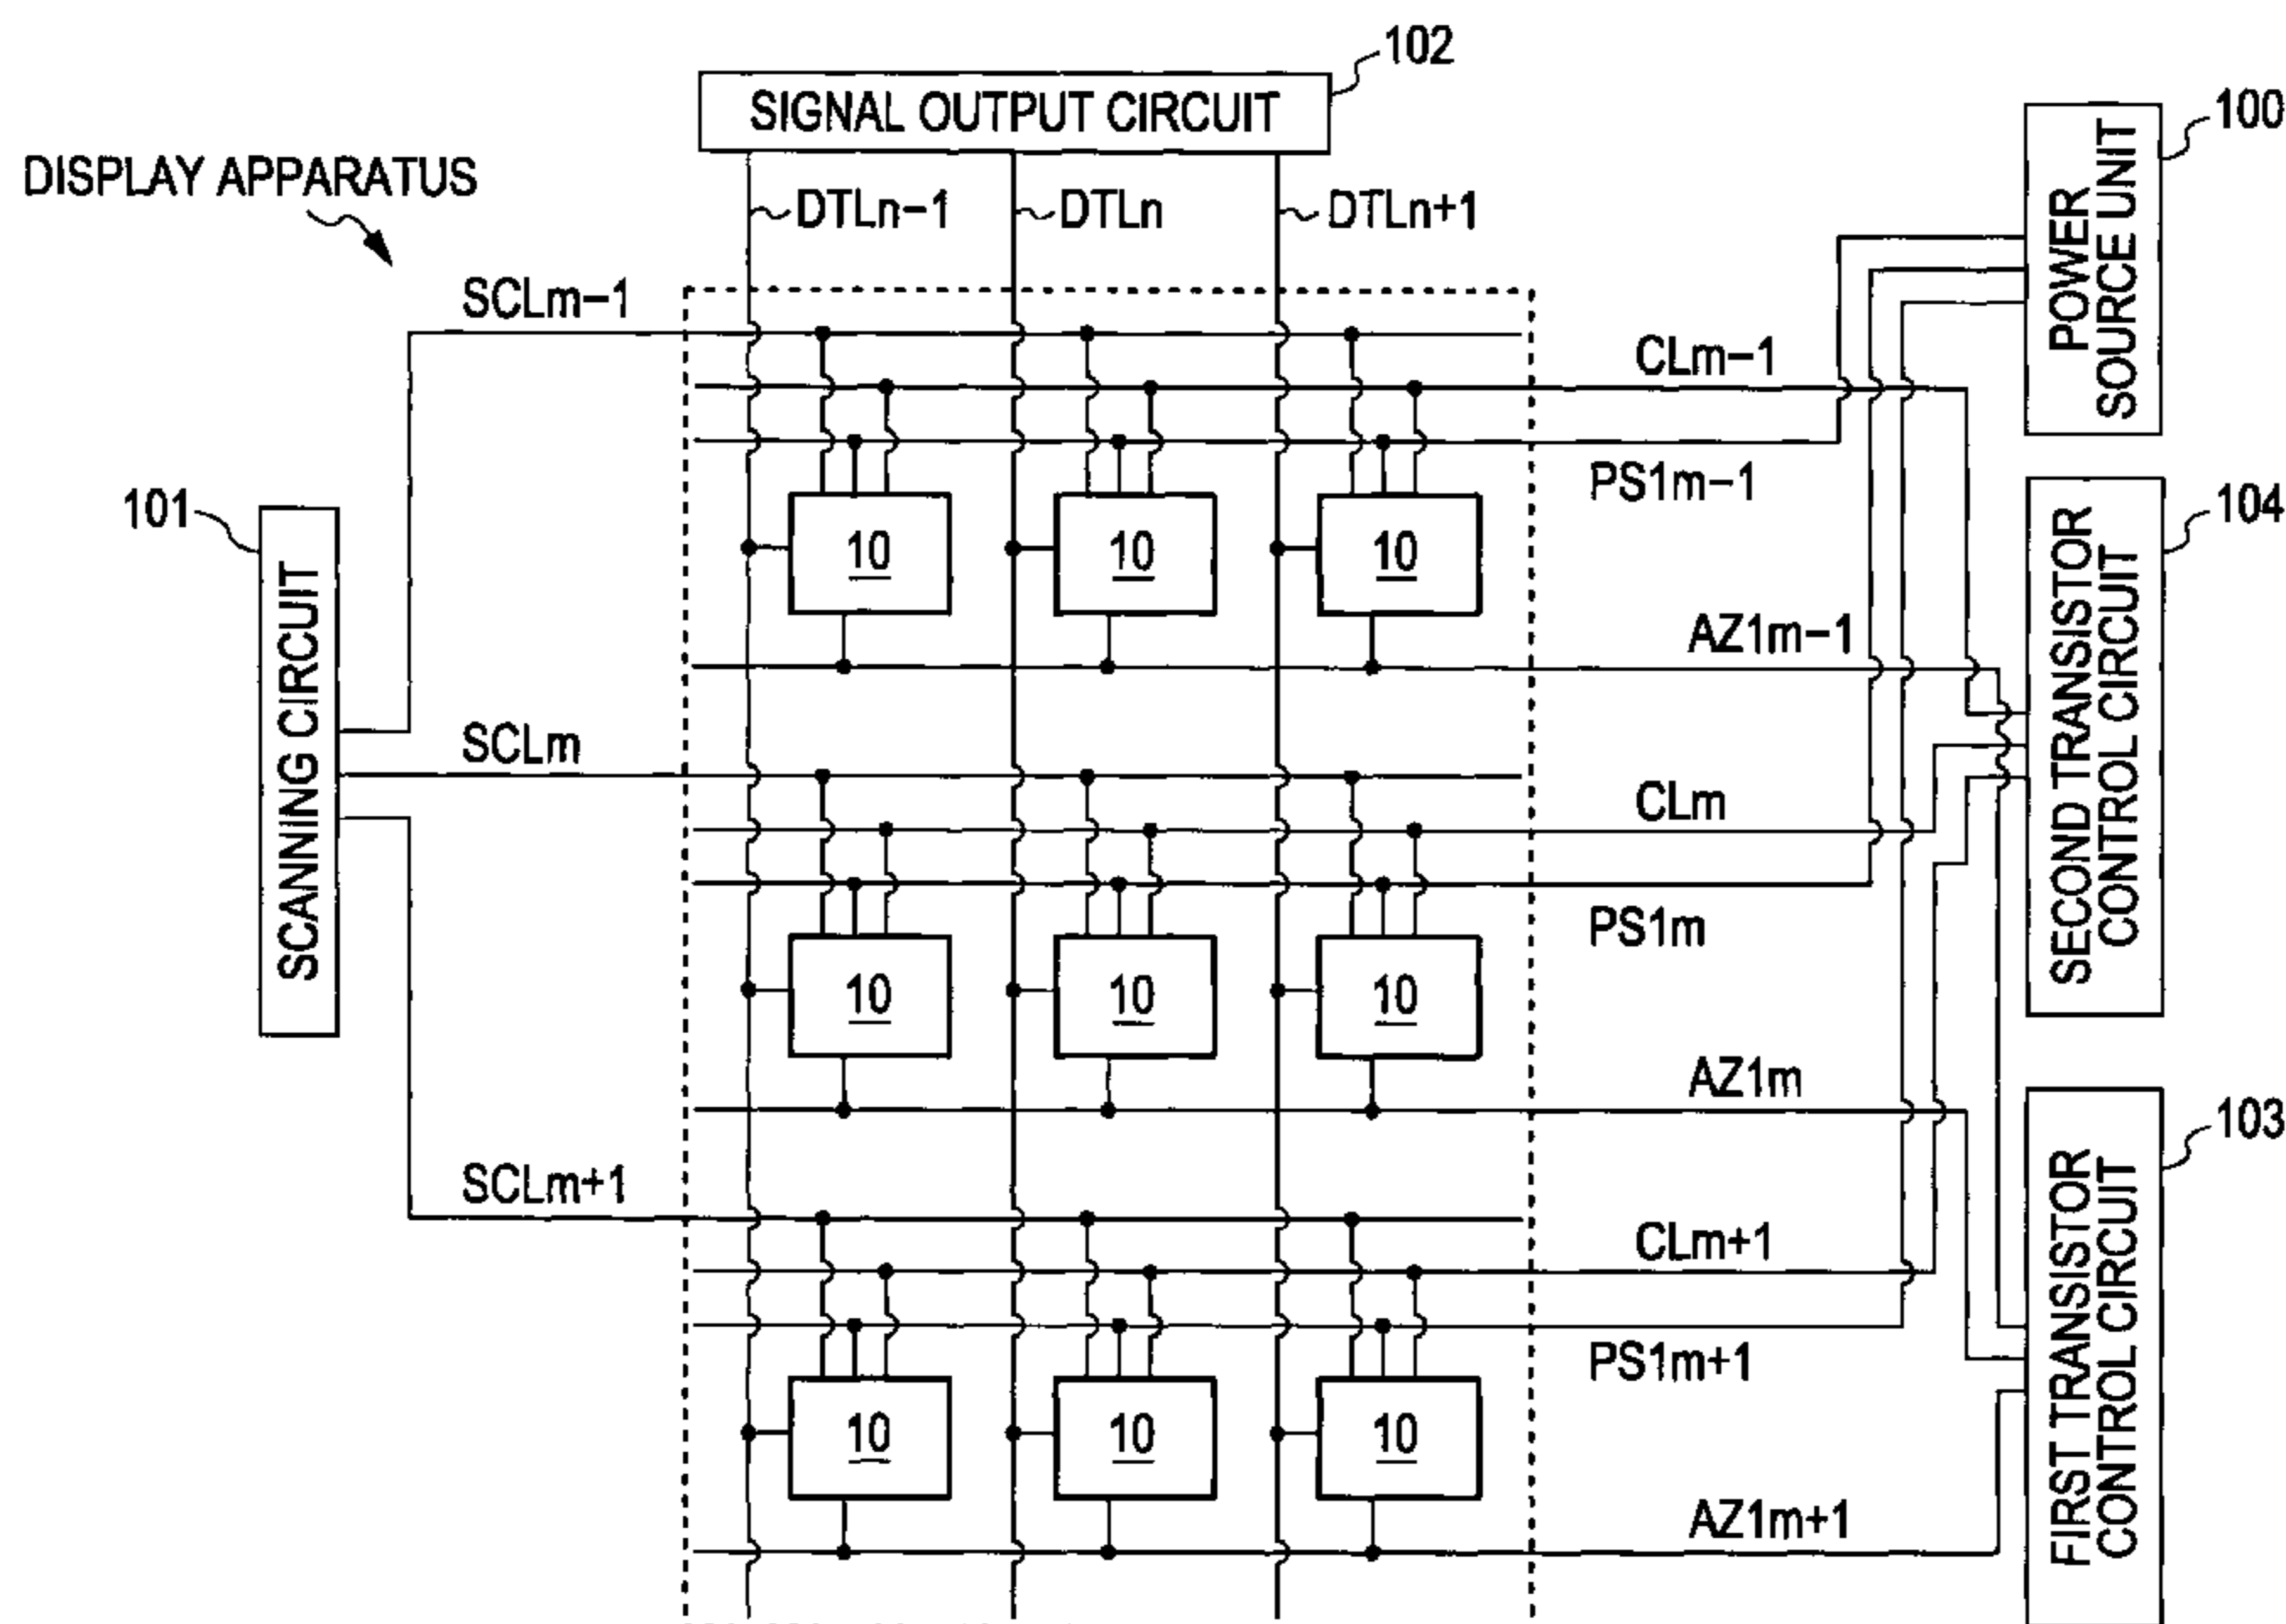 102
SIGNAL OUTPUT CIRCUIT
100
POWER
SOURCE UNIT
DISPLAY APPARATUS
DTLn-1
DTLn
DTLn+1
SCLm-1
CLm-1
PS1m-1
101
SCANNING CIRCUIT
104
SECOND TRANSISTOR
CONTROL CIRCUIT
10
10
10
AZ1m-1
SCLm
CLm
PS1m
10
10
10
AZ1m
103
FIRST TRANSISTOR
CONTROL CIRCUIT
SCLm+1
CLm+1
PS1m+1
10
10
10
AZ1m+1